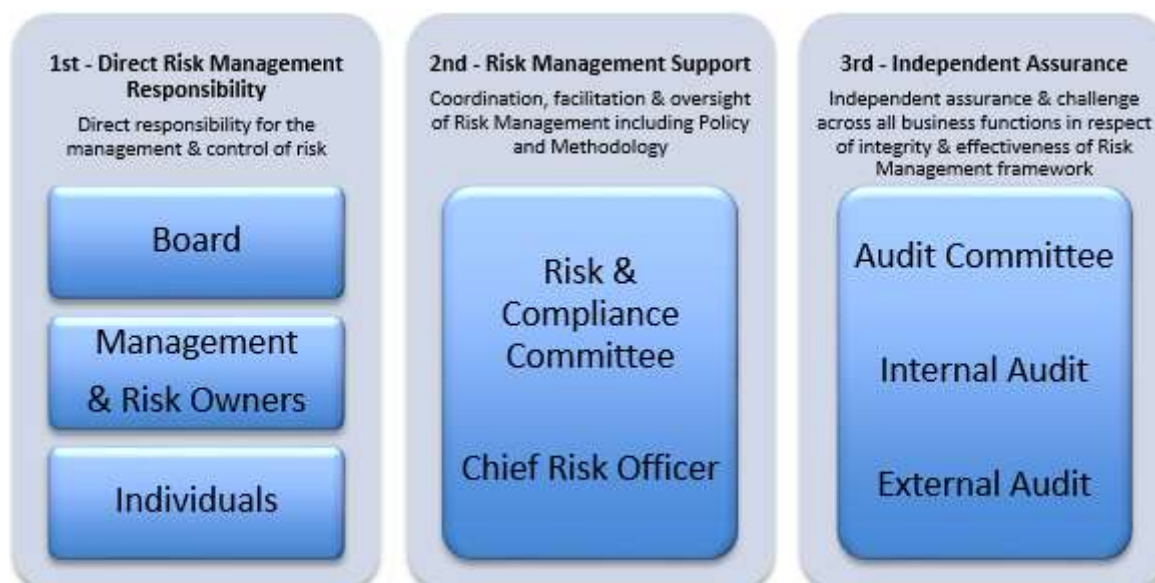 1st - Direct Risk Management
Responsibility
Direct responsibility for the
management & control of risk
Board
Management
& Risk Owners
Individuals
2nd - Risk Management Support
Coordination, facilitation & oversight
of Risk Management including Policy
and Methodology
Risk &
Compliance
Committee
Chief Risk Officer
3rd - Independent Assurance
Independent assurance & challenge
across all business functions in respect
of integrity & effectiveness of Risk
Management framework
Audit Committee
Internal Audit
External Audit